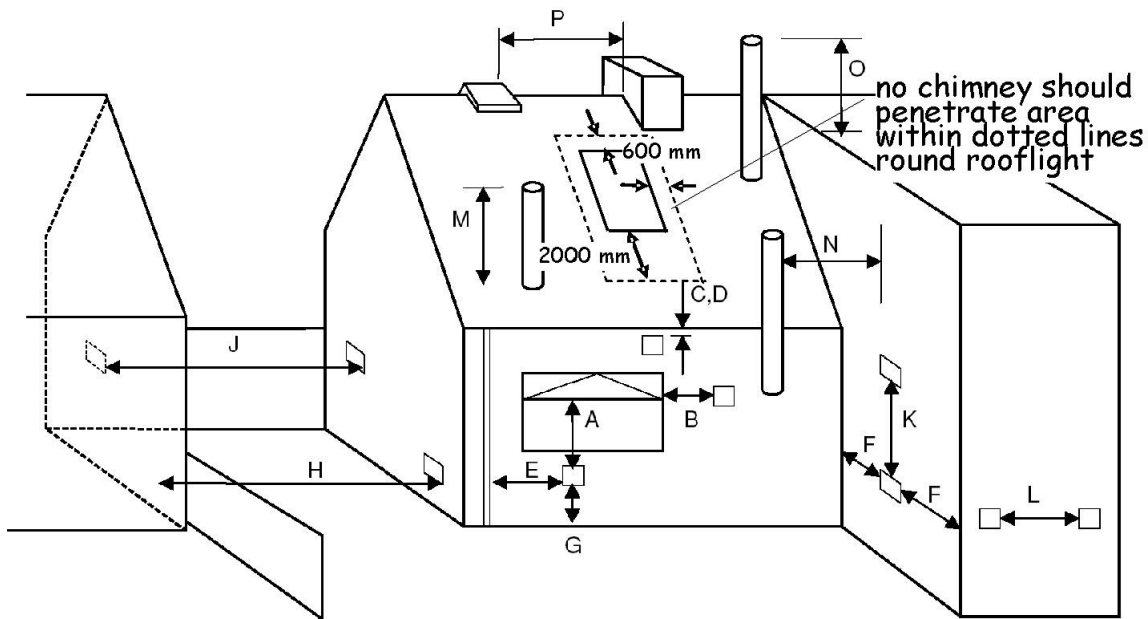 P
O
no chimney should
penetrate area
within dotted lines
round rooflight
600 mm
M
2000 mm
N
C,D
J
A
B
K
F
H
E
F
L
G